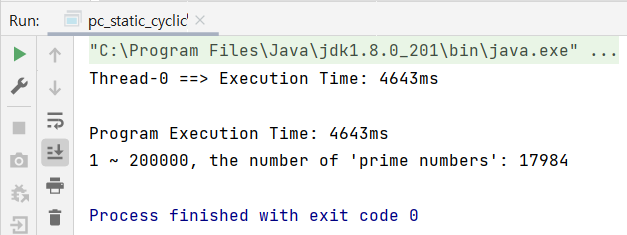 Run: pc_static_cyclic
"C:\Program Files\Java\jdk1.8.0_201\bin\java.exe" ...
Thread-0 ==> Execution Time: 4643ms
Program Execution Time: 4643ms
1 ~ 200000, the number of 'prime numbers': 17984
Process finished with exit code 0